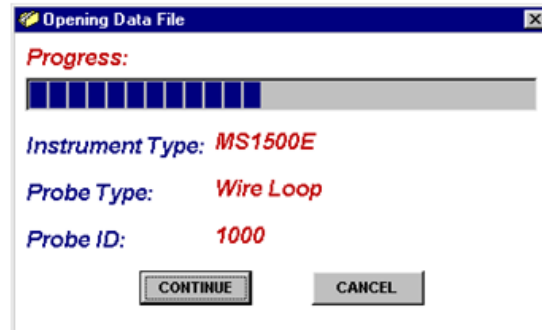 Opening Data File
Progress:
Instrument Type: MS1500E
Probe Type: Wire Loop
Probe ID: 1000
CONTINUE CANCEL